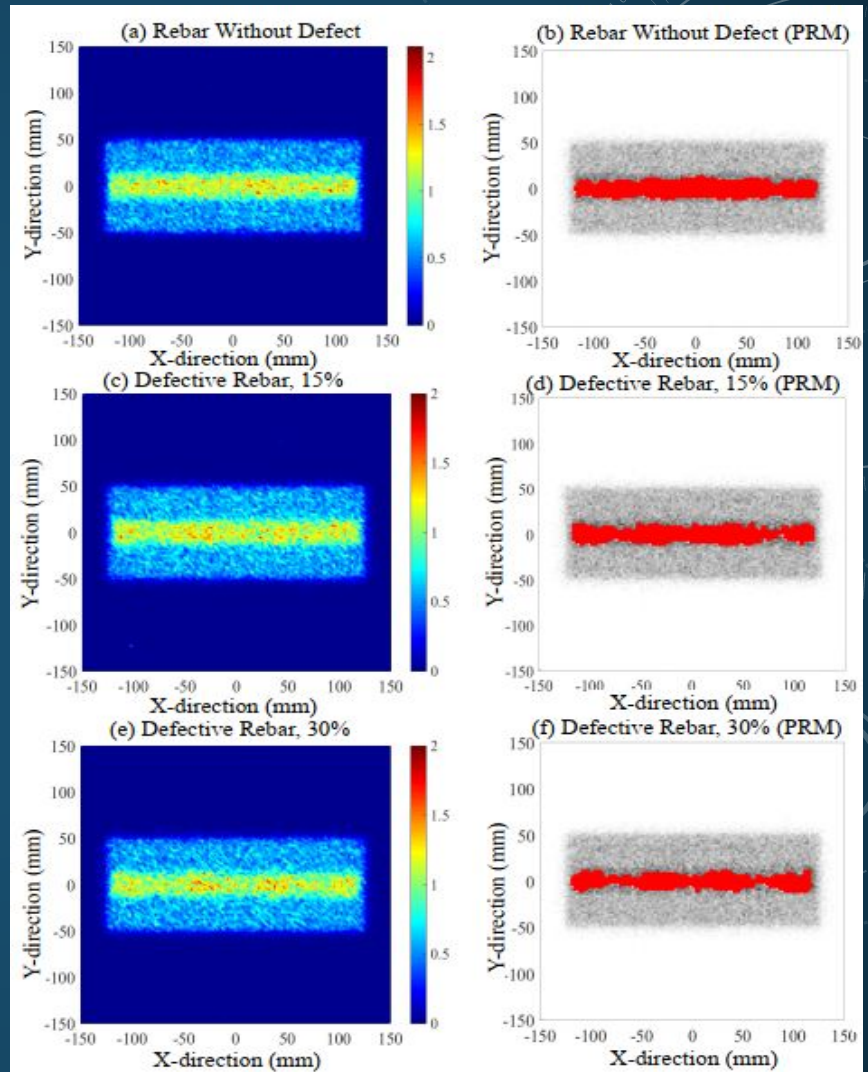 (a) Rebar Without Defect
(b) Rebar Without Defect (PRM)
150
100
50
0
-50
-100
-150
Y-direction (mm)
-150 -100 -50 0 50 100 150
X-direction (mm)
2
1.5
1
0.5
0
150
100
50
0
-50
-100
-150
Y-direction (mm)
-150 -100 -50 0 50 100 150
X-direction (mm)
(c) Defective Rebar, 15%
(d) Defective Rebar, 15% (PRM)
150
100
50
0
-50
-100
-150
Y-direction (mm)
-150 -100 -50 0 50 100 150
X-direction (mm)
2
1.5
1
0.5
0
150
100
50
0
-50
-100
-150
Y-direction (mm)
-150 -100 -50 0 50 100 150
X-direction (mm)
(e) Defective Rebar, 30%
(f) Defective Rebar, 30% (PRM)
150
100
50
0
-50
-100
-150
Y-direction (mm)
-150 -100 -50 0 50 100 150
X-direction (mm)
2
1.5
1
0.5
0
150
100
50
0
-50
-100
-150
Y-direction (mm)
-150 -100 -50 0 50 100 150
X-direction (mm)